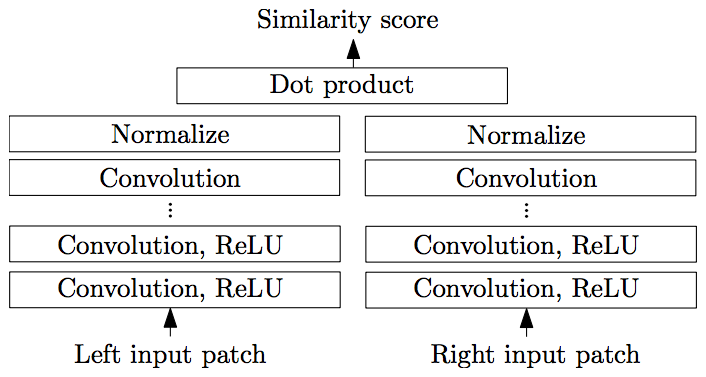 Similarity score
Dot product
Normalize
Normalize
Convolution
Convolution
Convolution, ReLU
Convolution, ReLU
Convolution, ReLU
Convolution, ReLU
Left input patch
Right input patch